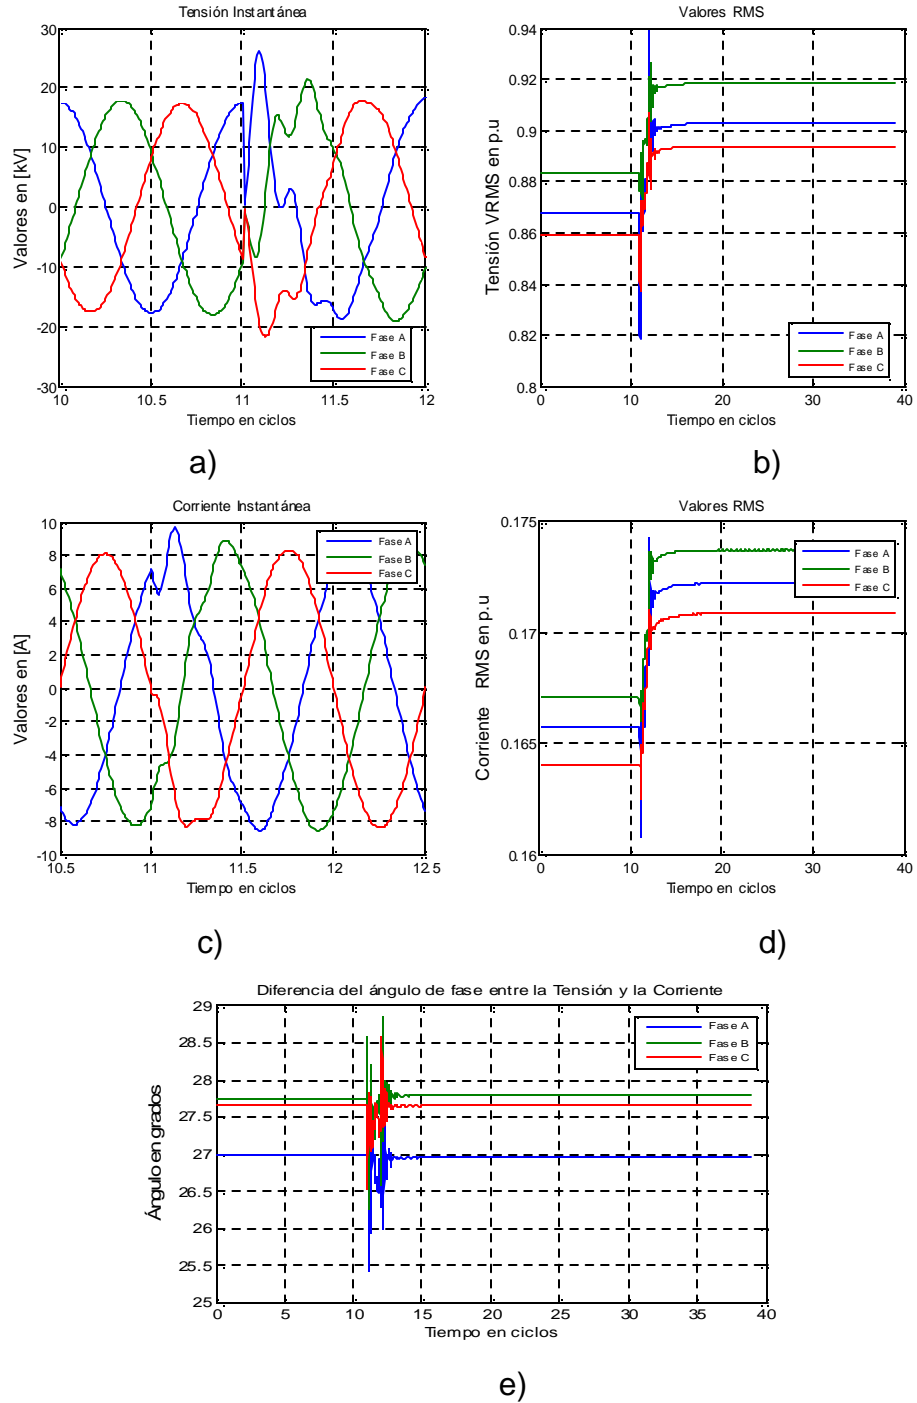 Tensión Instantánea
Valores en [kV]
30
20
10
0
-10
-20
-30
10
10.5
11
11.5
12
Tiempo en ciclos
Fase A
Fase B
Fase C
a)
Valores RMS
Tensión VRMS en p.u
0.94
0.92
0.9
0.88
0.86
0.84
0.82
0.8
0
10
20
30
40
Tiempo en ciclos
Fase A
Fase B
Fase C
b)
Corriente Instantánea
Valores en [A]
10
8
6
4
2
0
-2
-4
-6
-8
-10
10.5
11
11.5
12
12.5
Tiempo en ciclos
Fase A
Fase B
Fase C
c)
Valores RMS
Corriente RMS en p.u
0.175
0.17
0.165
0.16
0
10
20
30
40
Tiempo en ciclos
Fase A
Fase B
Fase C
d)
Diferencia del ángulo de fase entre la Tensión y la Corriente
Ángulo en grados
29
28.5
28
27.5
27
26.5
26
25.5
25
0
5
10
15
20
25
30
35
40
Tiempo en ciclos
Fase A
Fase B
Fase C
e)